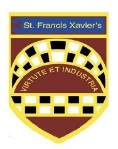 St. Francis Xavier's
VIRTUTE ET INDUSTRIA